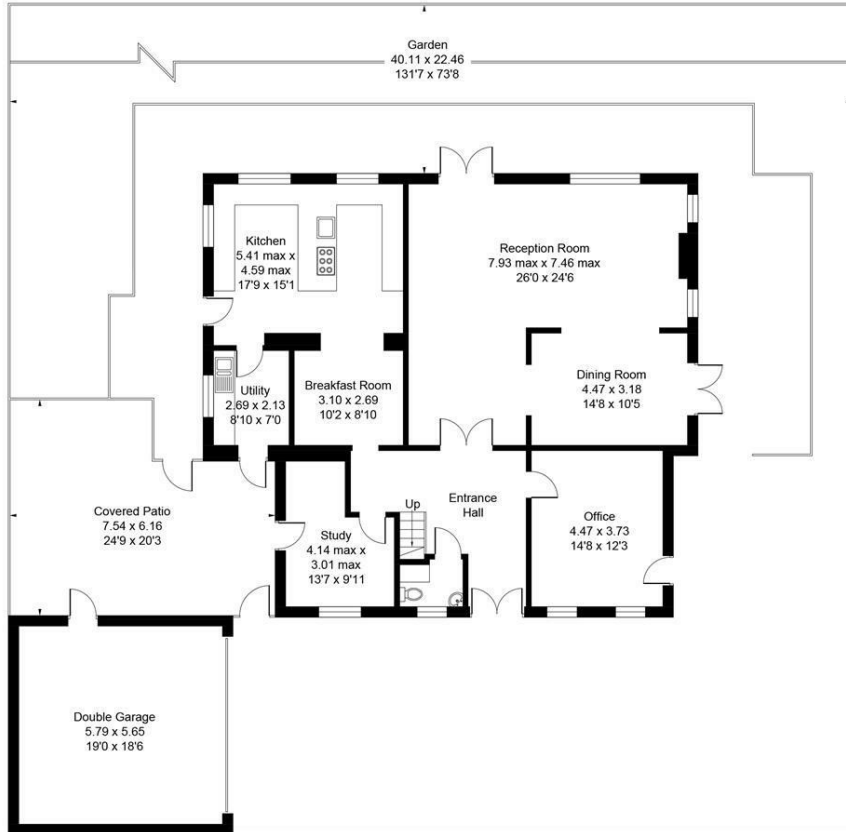 Garden
40.11 x 22.46
131'7 x 73'8
Kitchen
5.41 max x
4.59 max
17'9 x 15'1
Reception Room
7.93 max x 7.46 max
26'0 x 24'6
Dining Room
4.47 x 3.18
14'8 x 10'5
Utility
2.69 x 2.13
8'10 x 7'0
Breakfast Room
3.10 x 2.69
10'2 x 8'10
Covered Patio
7.54 x 6.16
24'9 x 20'3
Study
4.14 max x
3.01 max
13'7 x 9'11
Up
Entrance
Hall
Office
4.47 x 3.73
14'8 x 12'3
Double Garage
5.79 x 5.65
19'0 x 18'6